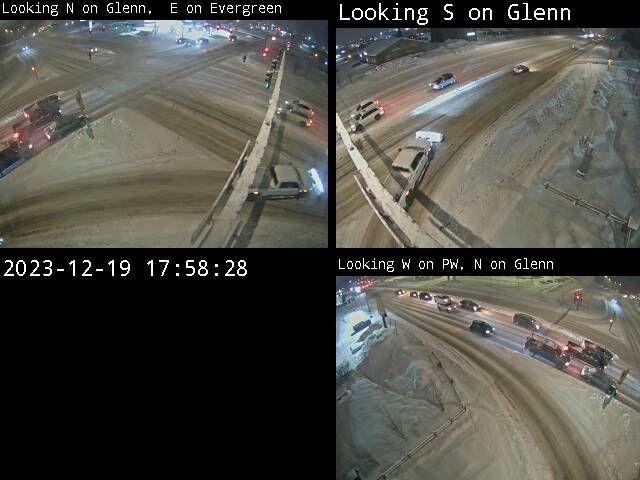 Looking N on Glenn,  E on Evergreen
Looking S on Glenn
2023-12-19 17:58:28
Looking W on PW, N on Glenn